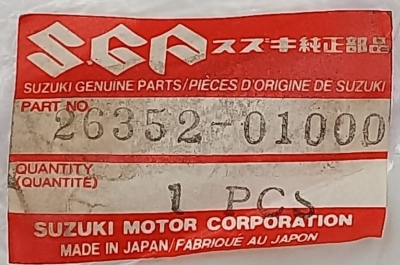 S.G.P スズキ純正部品
SUZUKI GENUINE PARTS/PIÈCES D'ORIGINE DE SUZUKI
PART NO.
26352-01000
QUANTITY
(QUANTITÉ)
1 PCS
SUZUKI MOTOR CORPORATION
MADE IN JAPAN/FABRIQUÉ AU JAPON